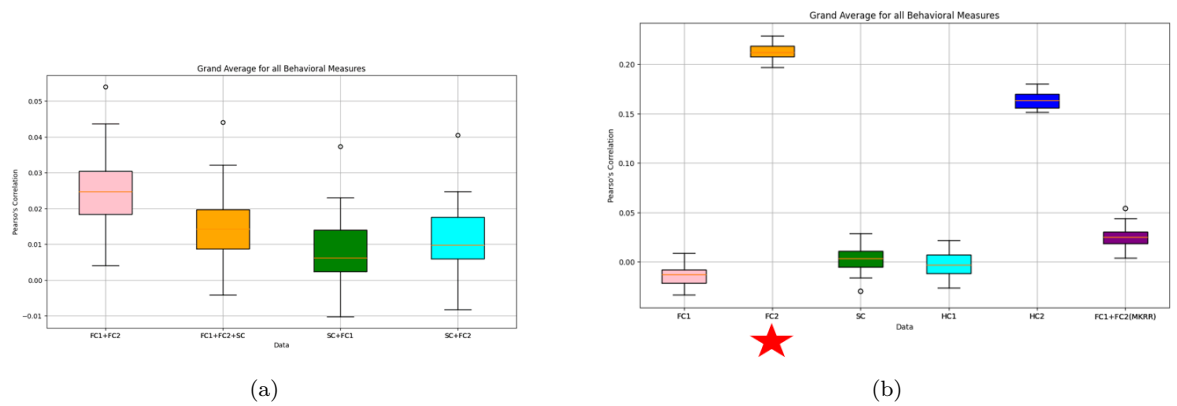 Grand Average for all Behavioral Measures
Pearso's Correlation
0.05
0.04
0.03
0.02
0.01
0.00
−0.01
FC1+FC2
FC1+FC2+SC
SC+FC1
SC+FC2
Data
(a)
Grand Average for all Behavioral Measures
Pearso's Correlation
0.20
0.15
0.10
0.05
0.00
FC1
FC2
SC
HC1
HC2
FC1+FC2(MKRR)
Data
(b)